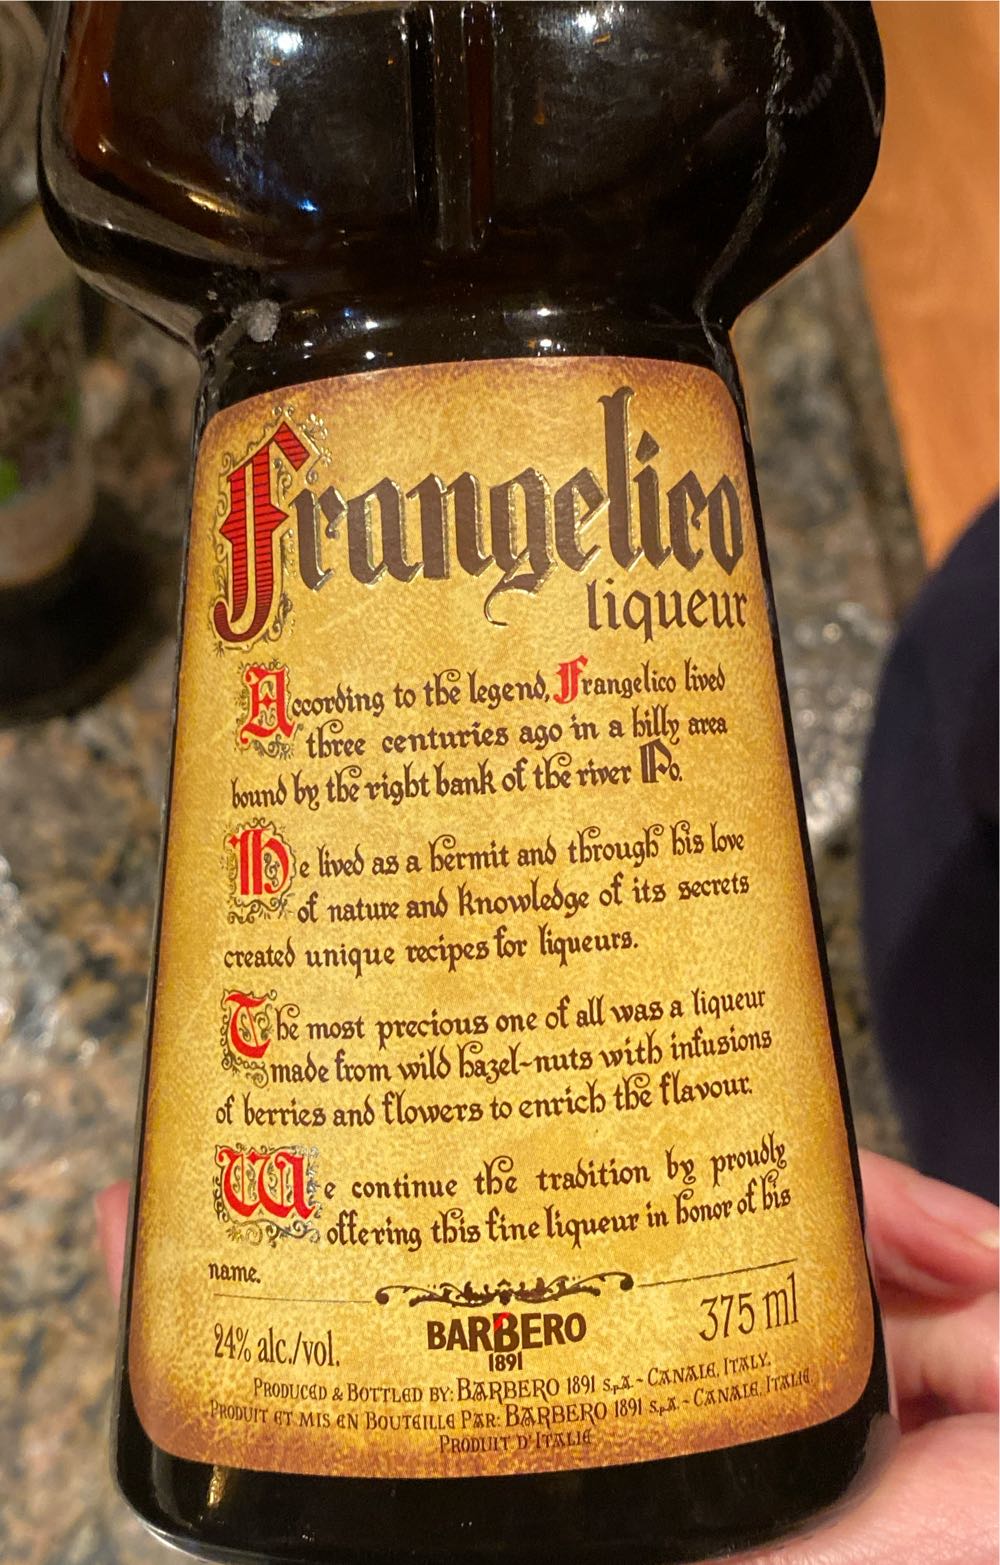 Frangelico
liqueur
According to the legend, Frangelico lived
three centuries ago in a hilly area
bound by the right bank of the river Po.
He lived as a hermit and through his love
of nature and knowledge of its secrets
created unique recipes for liqueurs.
The most precious one of all was a liqueur
made from wild hazel-nuts with infusions
of berries and flowers to enrich the flavour.
We continue the tradition by proudly
offering this fine liqueur in honor of his
name.
24% alc./vol.
BARBERO
1891
375 ml
PRODUCED & BOTTLED BY: BARBERO 1891 S.p.A. - CANALE, ITALY.
PRODUIT ET MIS EN BOUTEILLE PAR: BARBERO 1891 S.p.A. - CANALE, ITALIE.
PRODUIT D'ITALIE